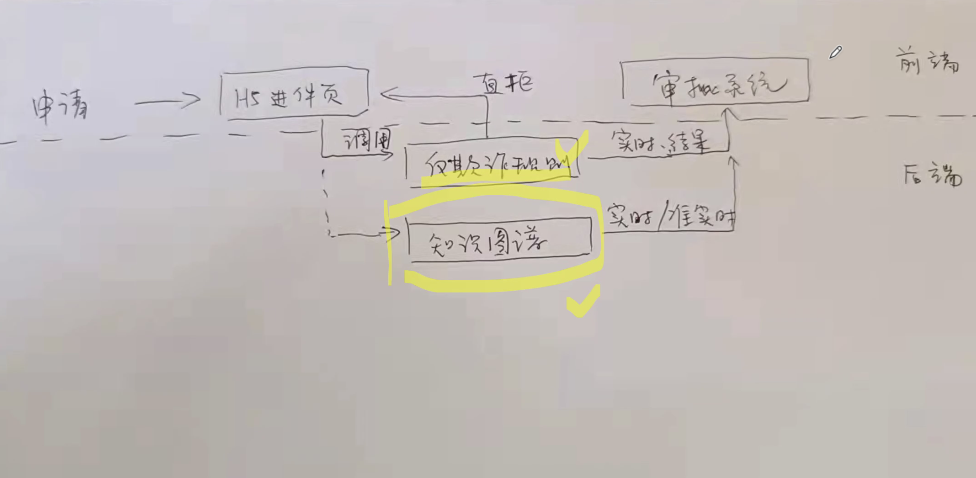 前端
审批系统
直拒
H5进件页
申请
调用
实时结果
反欺诈规则
后端
实时/准实时
知识图谱